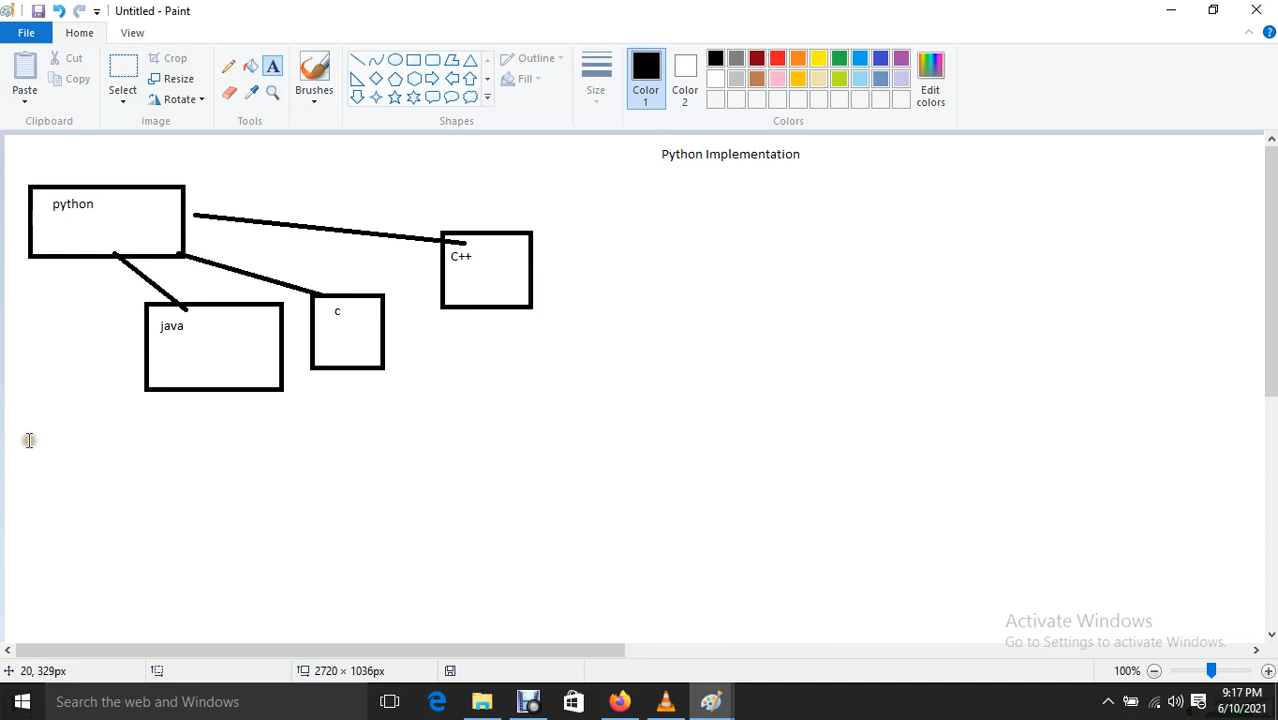 Untitled - Paint
File
Home
View
Paste
Cut
Copy
Clipboard
Select
Crop
Resize
Rotate
Image
A
Tools
Brushes
Outline
Fill
Shapes
Size
Color 1
Color 2
Edit colors
Colors
Python Implementation
python
C++
c
java
Activate Windows
Go to Settings to activate Windows.
20, 329px
2720 × 1036px
100%
Search the web and Windows
9:17 PM
6/10/2021